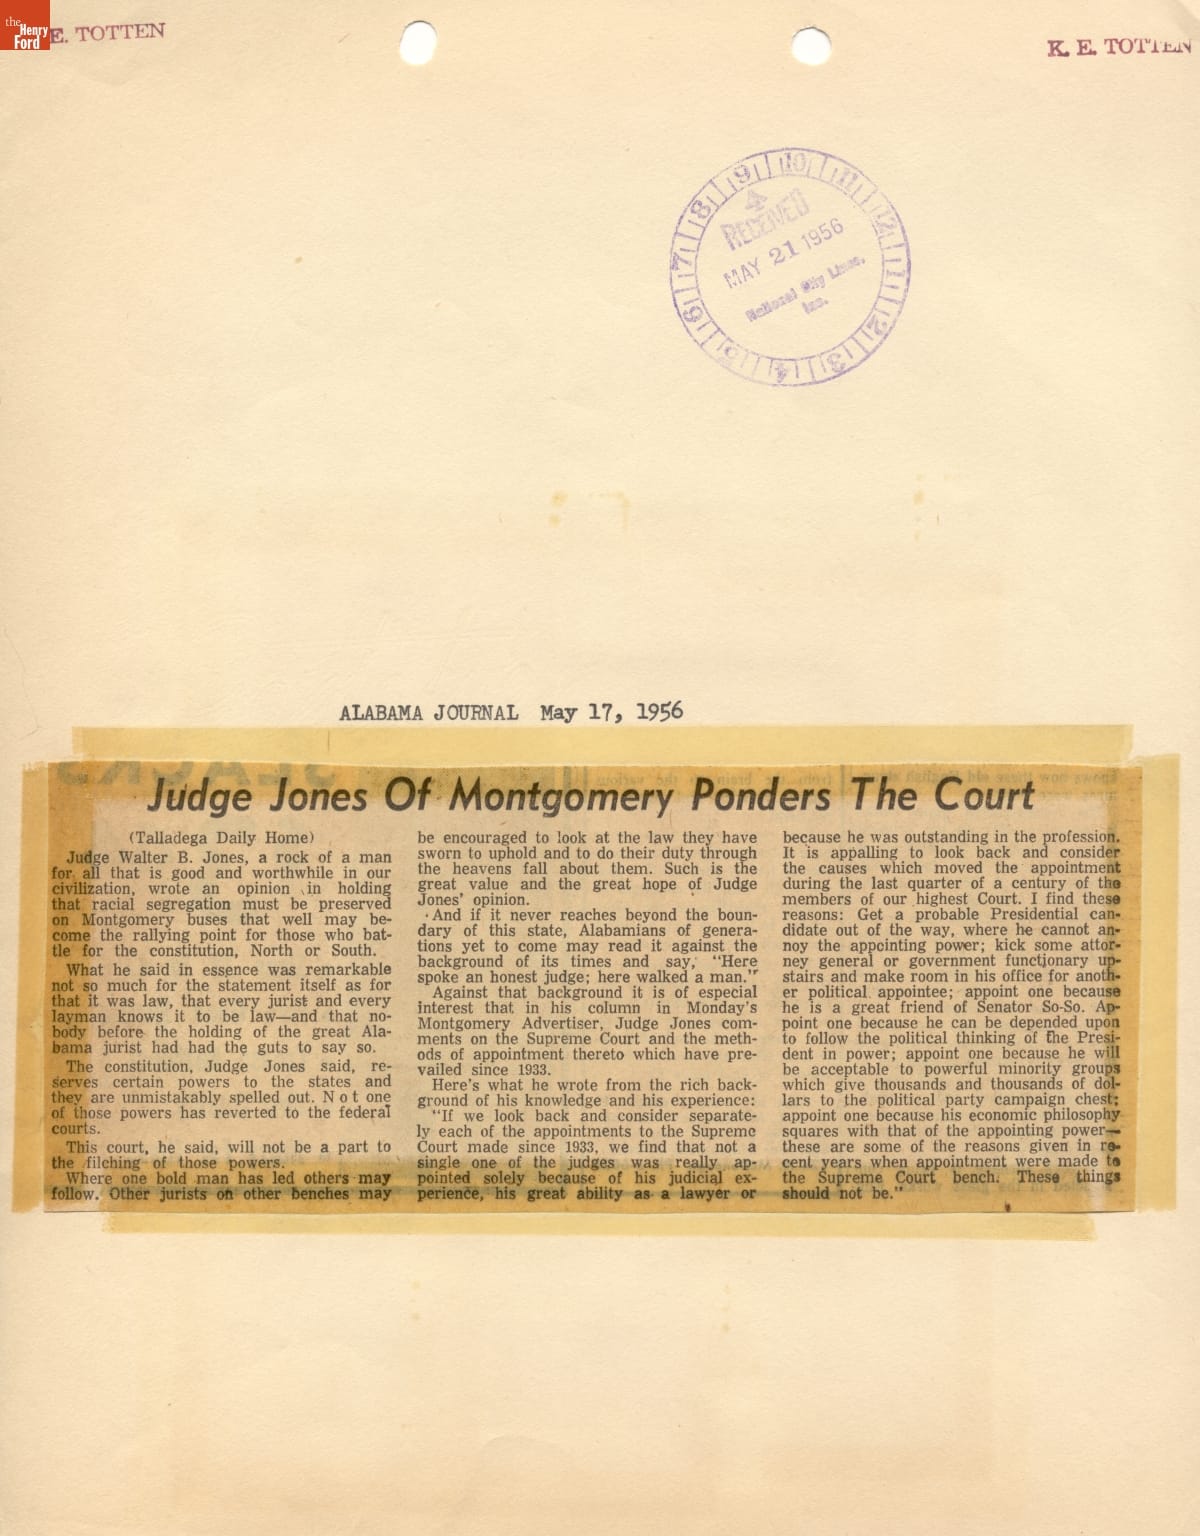 the
Henry
Ford
E. TOTTEN
K. E. TOTTEN
9 10 11 12 1 2 3 4 5 6 7 8
4
RECEIVED
MAY 21 1956
National City Lines,
Inc.
ALABAMA JOURNAL May 17, 1956
Judge Jones Of Montgomery Ponders The Court
(Talladega Daily Home)
Judge Walter B. Jones, a rock of a man
for all that is good and worthwhile in our
civilization, wrote an opinion in holding
that racial segregation must be preserved
on Montgomery buses that well may be-
come the rallying point for those who bat-
tle for the constitution, North or South.
What he said in essence was remarkable
not so much for the statement itself as for
that it was law, that every jurist and every
layman knows it to be law—and that no-
body before the holding of the great Ala-
bama jurist had had the guts to say so.
The constitution, Judge Jones said, re-
serves certain powers to the states and
they are unmistakably spelled out. Not one
of those powers has reverted to the federal
courts.
This court, he said, will not be a part to
the filching of those powers.
Where one bold man has led others may
follow. Other jurists on other benches may
be encouraged to look at the law they have
sworn to uphold and to do their duty through
the heavens fall about them. Such is the
great value and the great hope of Judge
Jones' opinion.
And if it never reaches beyond the boun-
dary of this state, Alabamians of genera-
tions yet to come may read it against the
background of its times and say, "Here
spoke an honest judge; here walked a man."
Against that background it is of especial
interest that in his column in Monday's
Montgomery Advertiser, Judge Jones com-
ments on the Supreme Court and the meth-
ods of appointment thereto which have pre-
vailed since 1933.
Here's what he wrote from the rich back-
ground of his knowledge and his experience:
"If we look back and consider separate-
ly each of the appointments to the Supreme
Court made since 1933, we find that not a
single one of the judges was really ap-
pointed solely because of his judicial ex-
perience, his great ability as a lawyer or
because he was outstanding in the profession.
It is appalling to look back and consider
the causes which moved the appointment
during the last quarter of a century of the
members of our highest Court. I find these
reasons: Get a probable Presidential can-
didate out of the way, where he cannot an-
noy the appointing power; kick some attor-
ney general or government functionary up-
stairs and make room in his office for anoth-
er political appointee; appoint one because
he is a great friend of Senator So-So. Ap-
point one because he can be depended upon
to follow the political thinking of the Presi-
dent in power; appoint one because he will
be acceptable to powerful minority groups
which give thousands and thousands of dol-
lars to the political party campaign chest;
appoint one because his economic philosophy
squares with that of the appointing power—
these are some of the reasons given in re-
cent years when appointment were made to
the Supreme Court bench. These things
should not be."